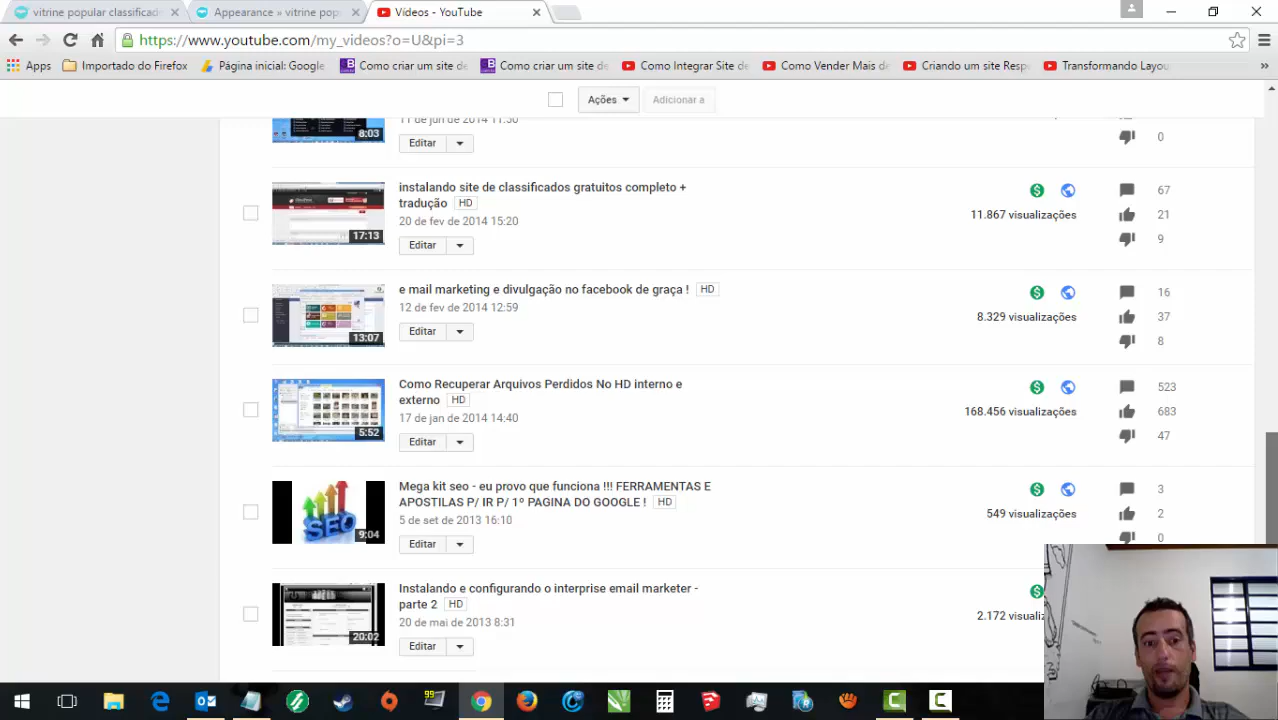 vitrine popular classificad
Appearance » vitrine pop
Vídeos - YouTube
https://www.youtube.com/my_videos?o=U&pi=3
Apps
Importado do Firefox
Página inicial: Google
Como criar um site de
Como criar um site de
Como Integrar Site de
Como Vender Mais d
Criando um site Resp
Transformando Layou
»
Ações
Adicionar a
8:03
Editar
0
instalando site de classificados gratuitos completo +
tradução HD
20 de fev de 2014 15:20
17:13
Editar
11.867 visualizações
67
21
9
e mail marketing e divulgação no facebook de graça ! HD
12 de fev de 2014 12:59
13:07
Editar
8.329 visualizações
16
37
8
Como Recuperar Arquivos Perdidos No HD interno e
externo HD
17 de jan de 2014 14:40
5:52
Editar
168.456 visualizações
523
683
47
Mega kit seo - eu provo que funciona !!! FERRAMENTAS E
APOSTILAS P/ IR P/ 1º PAGINA DO GOOGLE ! HD
5 de set de 2013 16:10
SEO
9:04
Editar
549 visualizações
3
2
0
Instalando e configurando o interprise email marketer -
parte 2 HD
20 de mai de 2013 8:31
20:02
Editar
2.172 visuali
99